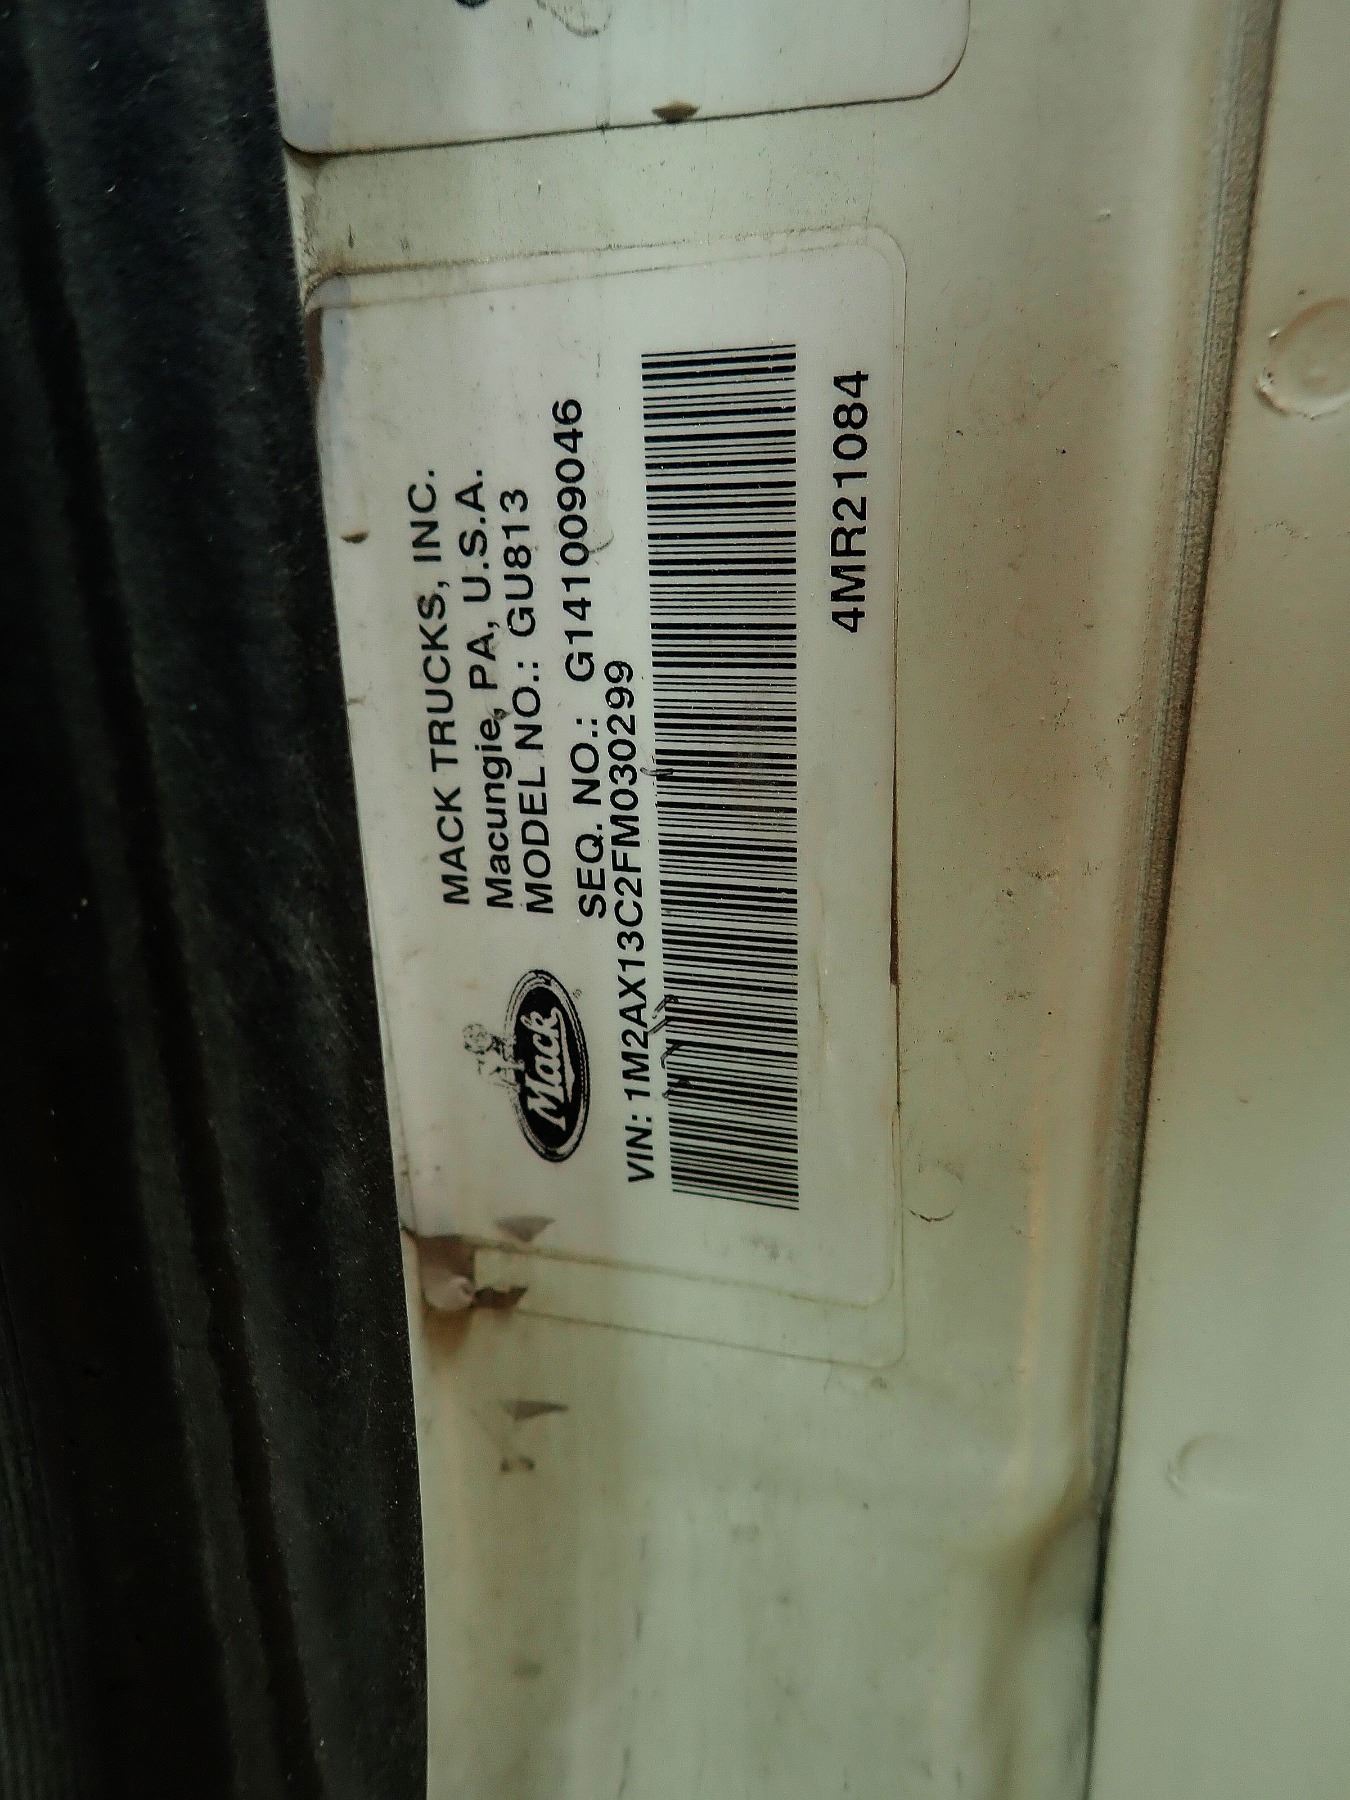 MACK TRUCKS, INC.
Macungie, PA, U.S.A.
MODEL NO.: GU813
SEQ. NO.: G141009046
Mack
VIN: 1M2AX13C2FM030299
4MR21084